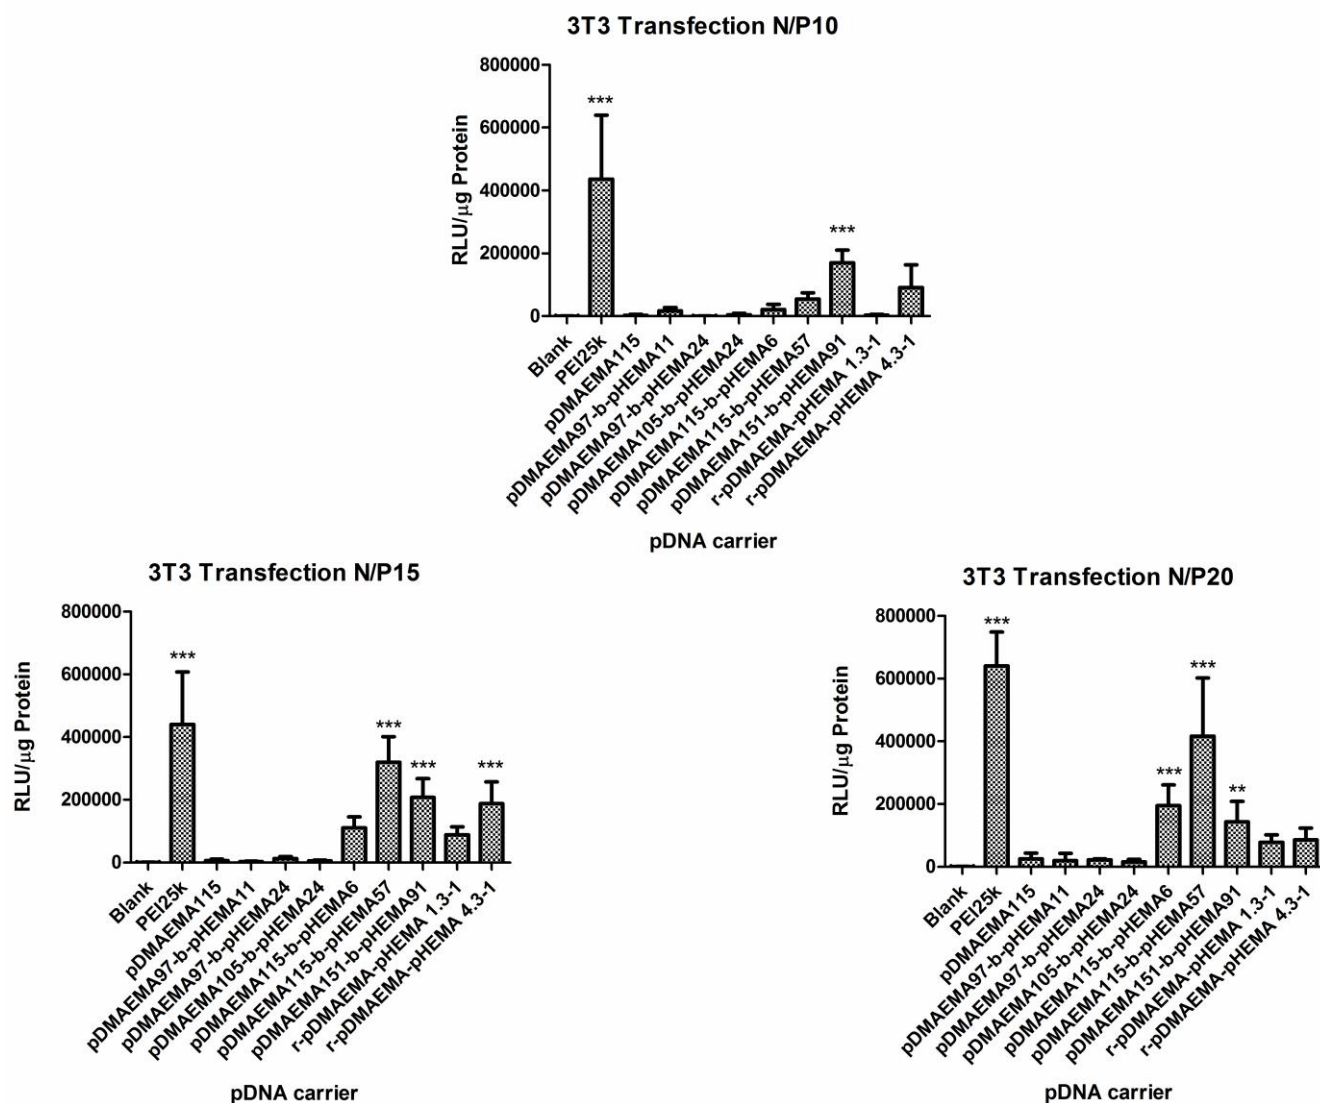 3T3 Transfection N/P10
800000
600000
400000
200000
0
RLU/μg Protein
***
***
Blank
PEI25k
pDMAEMA115
pDMAEMA97-b-pHEMA11
pDMAEMA97-b-pHEMA24
pDMAEMA105-b-pHEMA24
pDMAEMA115-b-pHEMA6
pDMAEMA115-b-pHEMA57
pDMAEMA151-b-pHEMA91
r-pDMAEMA-pHEMA 1.3-1
r-pDMAEMA-pHEMA 4.3-1
pDNA carrier
3T3 Transfection N/P15
800000
600000
400000
200000
0
RLU/μg Protein
***
***
***
***
Blank
PEI25k
pDMAEMA115
pDMAEMA97-b-pHEMA11
pDMAEMA97-b-pHEMA24
pDMAEMA105-b-pHEMA24
pDMAEMA115-b-pHEMA6
pDMAEMA115-b-pHEMA57
pDMAEMA151-b-pHEMA91
r-pDMAEMA-pHEMA 1.3-1
r-pDMAEMA-pHEMA 4.3-1
pDNA carrier
3T3 Transfection N/P20
800000
600000
400000
200000
0
RLU/μg Protein
***
***
***
**
Blank
PEI25k
pDMAEMA115
pDMAEMA97-b-pHEMA11
pDMAEMA97-b-pHEMA24
pDMAEMA105-b-pHEMA24
pDMAEMA115-b-pHEMA6
pDMAEMA115-b-pHEMA57
pDMAEMA151-b-pHEMA91
r-pDMAEMA-pHEMA 1.3-1
r-pDMAEMA-pHEMA 4.3-1
pDNA carrier